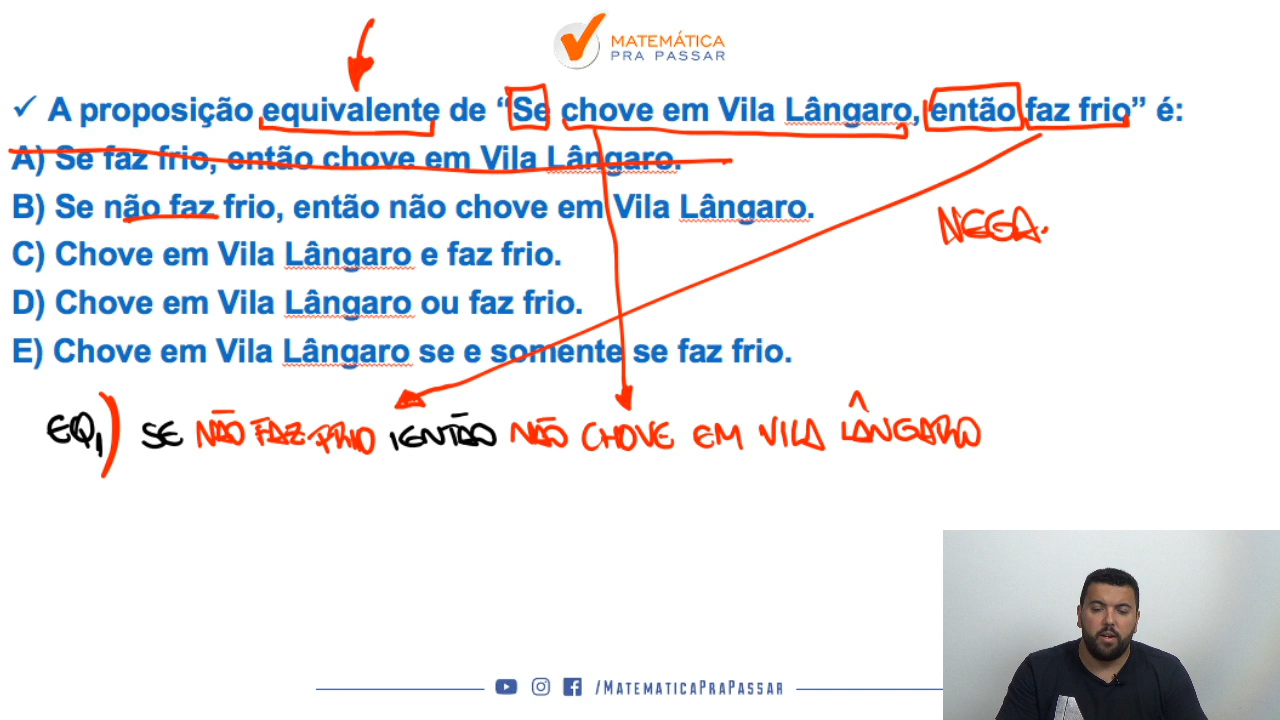 MATEMÁTICA
PRA PASSAR
✓ A proposição equivalente de “Se chove em Vila Lângaro, então faz frio” é:
A) Se faz frio, então chove em Vila Lângaro.
B) Se não faz frio, então não chove em Vila Lângaro.
NEGA.
C) Chove em Vila Lângaro e faz frio.
D) Chove em Vila Lângaro ou faz frio.
E) Chove em Vila Lângaro se e somente se faz frio.
EQ1) SE NÃO FAZ FRIO, ENTÃO NÃO CHOVE EM VILA LÂNGARO
/MATEMATICAPRAPASSAR